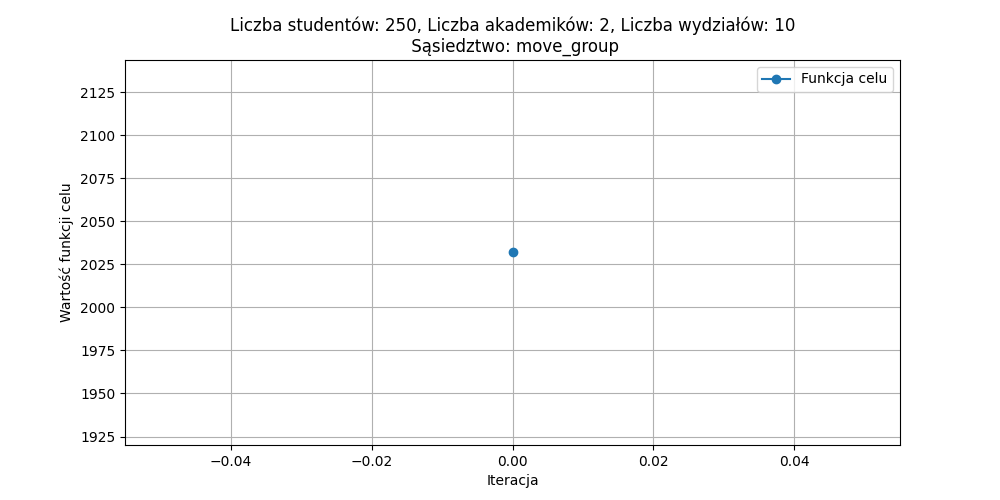 Liczba studentów: 250, Liczba akademików: 2, Liczba wydziałów: 10
Sąsiedztwo: move_group
Funkcja celu
Wartość funkcji celu
2125
2100
2075
2050
2025
2000
1975
1950
1925
−0.04
−0.02
0.00
0.02
0.04
Iteracja